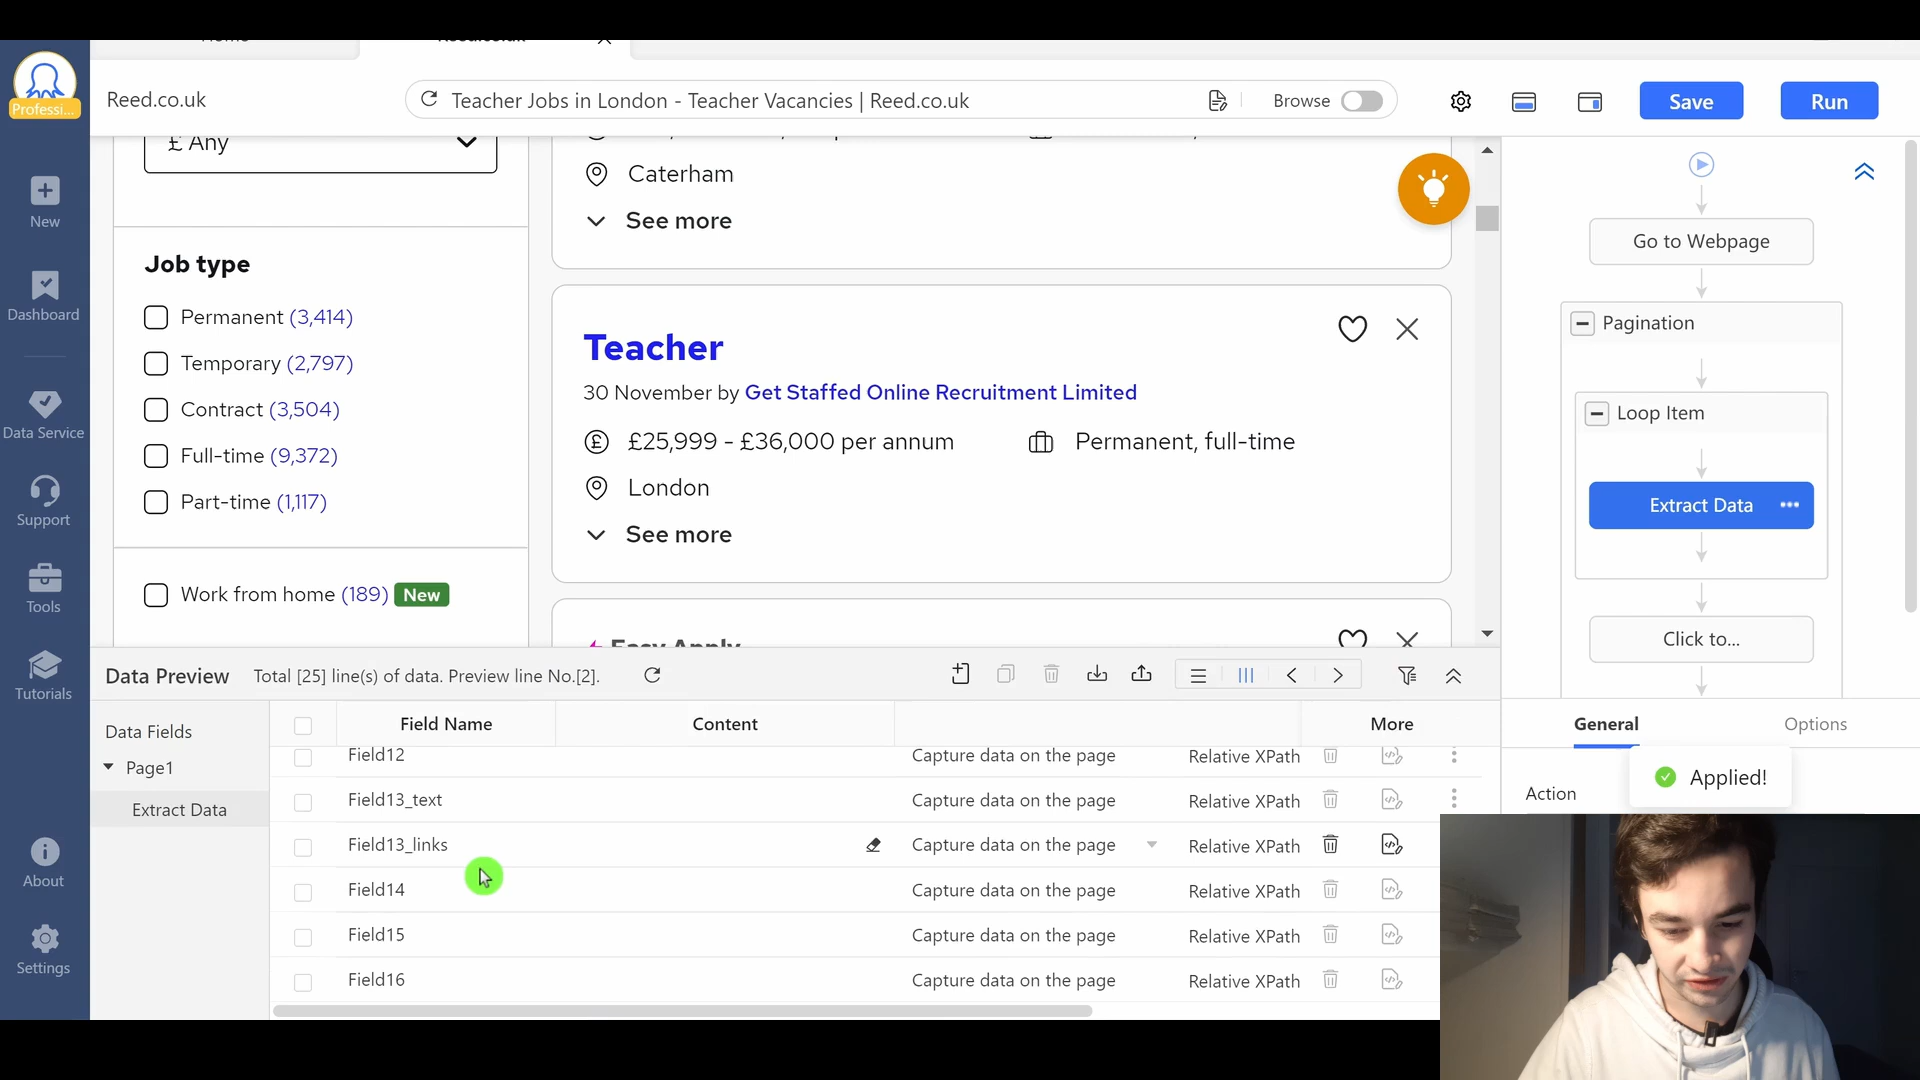 Professi...
New
Dashboard
Data Service
Support
Tools
Tutorials
About
Settings
Reed.co.uk
Teacher Jobs in London - Teacher Vacancies | Reed.co.uk
Browse
Save
Run
£ Any
Job type
Permanent (3,414)
Temporary (2,797)
Contract (3,504)
Full-time (9,372)
Part-time (1,117)
Work from home (189) New
Caterham
See more
Teacher
30 November by Get Staffed Online Recruitment Limited
£25,999 - £36,000 per annum
Permanent, full-time
London
See more
Easy Apply
Go to Webpage
Pagination
Loop Item
Extract Data
Click to...
General
Options
Action
Applied!
Data Preview
Total [25] line(s) of data. Preview line No.[2].
Data Fields
Page1
Extract Data
Field Name
Content
More
Field12
Capture data on the page
Relative XPath
Field13_text
Capture data on the page
Relative XPath
Field13_links
Capture data on the page
Relative XPath
Field14
Capture data on the page
Relative XPath
Field15
Capture data on the page
Relative XPath
Field16
Capture data on the page
Relative XPath